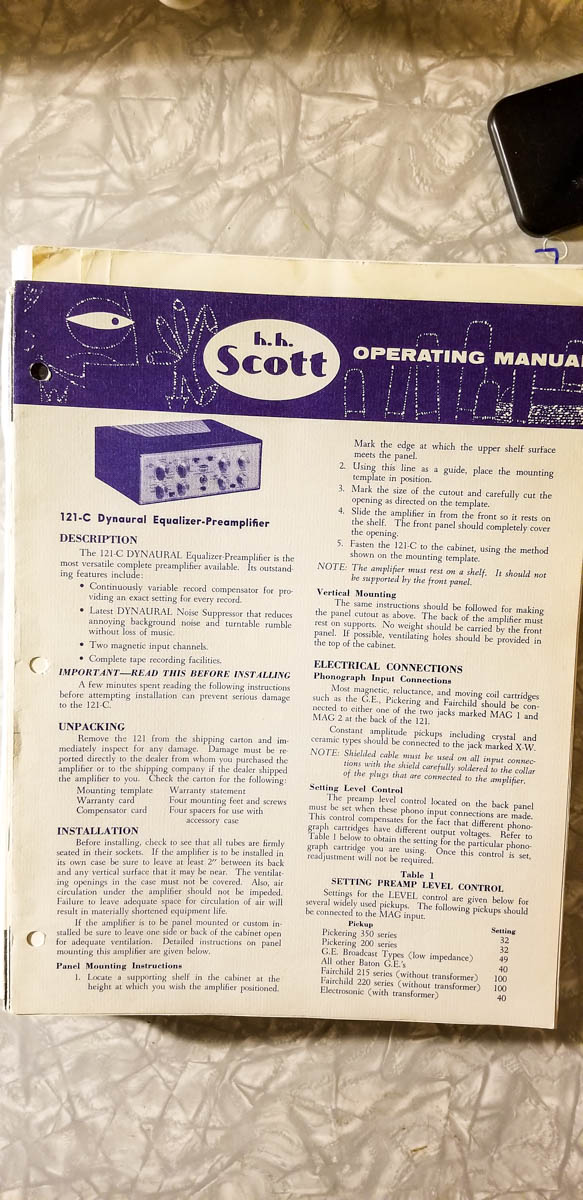 h.h.
Scott
OPERATING MANUA
121-C Dynaural Equalizer-Preamplifier
DESCRIPTION
The 121-C DYNAURAL Equalizer-Preamplifier is the
most versatile complete preamplifier available. Its outstand-
ing features include:
• Continuously variable record compensator for pro-
viding an exact setting for every record.
• Latest DYNAURAL Noise Suppressor that reduces
annoying background noise and turntable rumble
without loss of music.
• Two magnetic input channels.
• Complete tape recording facilities.
IMPORTANT—READ THIS BEFORE INSTALLING
A few minutes spent reading the following instructions
before attempting installation can prevent serious damage
to the 121-C.
UNPACKING
Remove the 121 from the shipping carton and im-
mediately inspect for any damage. Damage must be re-
ported directly to the dealer from whom you purchased the
amplifier or to the shipping company if the dealer shipped
the amplifier to you. Check the carton for the following:
Mounting template Warranty statement
Warranty card Four mounting feet and screws
Compensator card Four spacers for use with
accessory case
INSTALLATION
Before installing, check to see that all tubes are firmly
seated in their sockets. If the amplifier is to be installed in
its own case be sure to leave at least 2" between its back
and any vertical surface that it may be near. The ventilat-
ing openings in the case must not be covered. Also, air
circulation under the amplifier should not be impeded.
Failure to leave adequate space for circulation of air will
result in materially shortened equipment life.
If the amplifier is to be panel mounted or custom in-
stalled be sure to leave one side or back of the cabinet open
for adequate ventilation. Detailed instructions on panel
mounting this amplifier are given below.
Panel Mounting Instructions
1. Locate a supporting shelf in the cabinet at the
height at which you wish the amplifier positioned.
Mark the edge at which the upper shelf surface
meets the panel.
2. Using this line as a guide, place the mounting
template in position.
3. Mark the size of the cutout and carefully cut the
opening as directed on the template.
4. Slide the amplifier in from the front so it rests on
the shelf. The front panel should completely cover
the opening.
5. Fasten the 121-C to the cabinet, using the method
shown on the mounting template.
NOTE: The amplifier must rest on a shelf. It should not
be supported by the front panel.
Vertical Mounting
The same instructions should be followed for making
the panel cutout as above. The back of the amplifier must
rest on supports. No weight should be carried by the front
panel. If possible, ventilating holes should be provided in
the top of the cabinet.
ELECTRICAL CONNECTIONS
Phonograph Input Connections
Most magnetic, reluctance, and moving coil cartridges
such as the G.E., Pickering and Fairchild should be con-
nected to either one of the two jacks marked MAG 1 and
MAG 2 at the back of the 121.
Constant amplitude pickups including crystal and
ceramic types should be connected to the jack marked X-W.
NOTE: Shielded cable must be used on all input connec-
tions with the shield carefully soldered to the collar
of the plugs that are connected to the amplifier.
Setting Level Control
The preamp level control located on the back panel
must be set when these phono input connections are made.
This control compensates for the fact that different phono-
graph cartridges have different output voltages. Refer to
Table 1 below to obtain the setting for the particular phono-
graph cartridge you are using. Once this control is set,
readjustment will not be required.
Table 1
SETTING PREAMP LEVEL CONTROL
Settings for the LEVEL control are given below for
several widely used pickups. The following pickups should
be connected to the MAG input.
Pickup Setting
Pickering 350 series 32
Pickering 200 series 32
G.E. Broadcast Types (low impedance) 49
All other Baton G.E.'s 40
Fairchild 215 series (without transformer) 100
Fairchild 220 series (without transformer) 100
Electrosonic (with transformer) 40